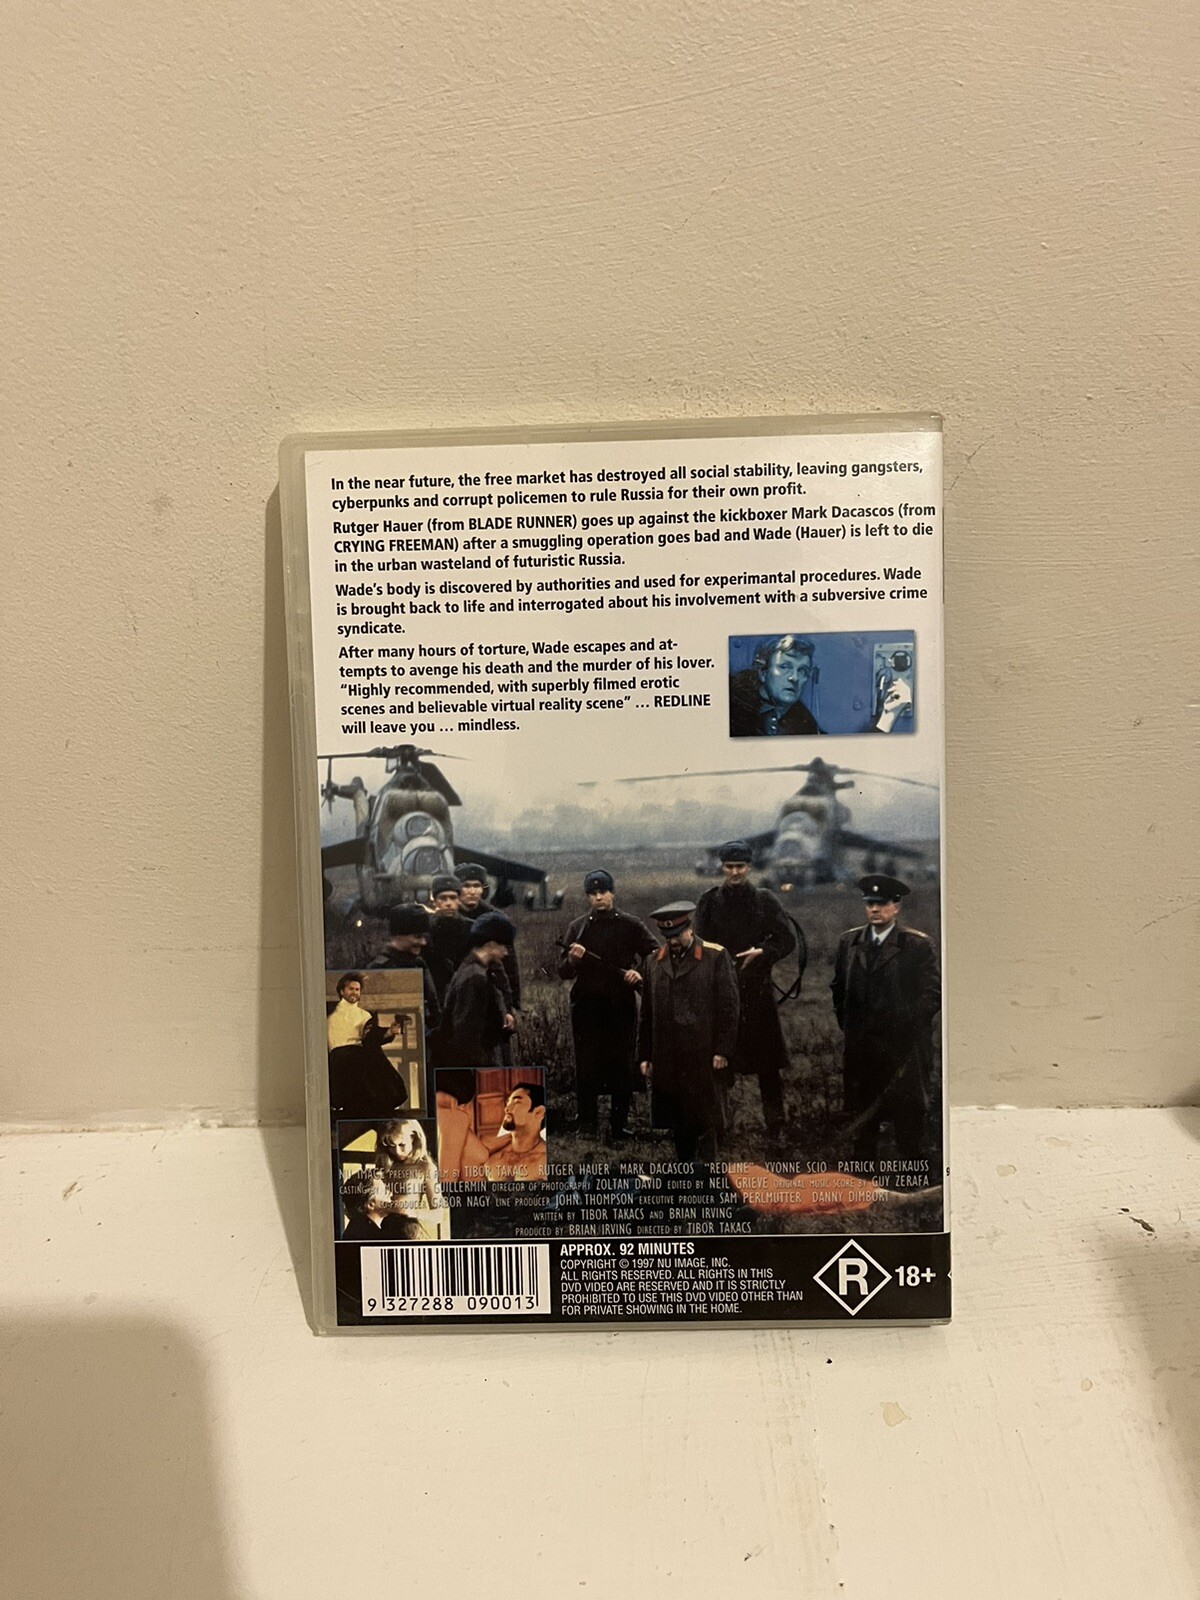 In the near future, the free market has destroyed all social stability, leaving gangsters,
cyberpunks and corrupt policemen to rule Russia for their own profit.
Rutger Hauer (from BLADE RUNNER) goes up against the kickboxer Mark Dacascos (from
CRYING FREEMAN) after a smuggling operation goes bad and Wade (Hauer) is left to die
in the urban wasteland of futuristic Russia.
Wade's body is discovered by authorities and used for experimantal procedures. Wade
is brought back to life and interrogated about his involvement with a subversive crime
syndicate.
After many hours of torture, Wade escapes and at-
tempts to avenge his death and the murder of his lover.
"Highly recommended, with superbly filmed erotic
scenes and believable virtual reality scene" ... REDLINE
will leave you ... mindless.
NU IMAGE PRESENTS A FILM BY TIBOR TAKACS RUTGER HAUER MARK DACASCOS "REDLINE" YVONNE SCIO PATRICK DREIKAUSS
CASTING BY MICHELLE GUILLERMIN DIRECTOR OF PHOTOGRAPHY ZOLTAN DAVID EDITED BY NEIL GRIEVE ORIGINAL MUSIC SCORE BY GUY ZERAFA
CO-PRODUCER GABOR NAGY LINE PRODUCER JOHN THOMPSON EXECUTIVE PRODUCER SAM PERLMUTTER DANNY DIMBORT
WRITTEN BY TIBOR TAKACS AND BRIAN IRVING
PRODUCED BY BRIAN IRVING DIRECTED BY TIBOR TAKACS
9 327288 090013
APPROX. 92 MINUTES
COPYRIGHT © 1997 NU IMAGE, INC.
ALL RIGHTS RESERVED. ALL RIGHTS IN THIS
DVD VIDEO ARE RESERVED AND IT IS STRICTLY
PROHIBITED TO USE THIS DVD VIDEO OTHER THAN
FOR PRIVATE SHOWING IN THE HOME.
R 18+